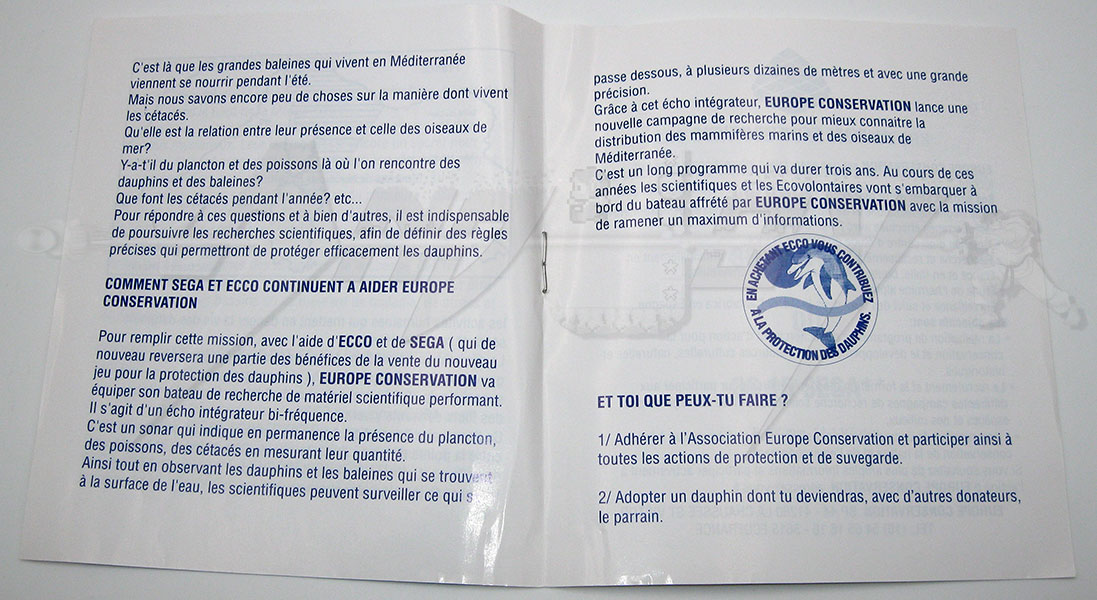 C'est là que les grandes baleines qui vivent en Méditerranée
viennent se nourrir pendant l'été.
Mais nous savons encore peu de choses sur la manière dont vivent
les cétacés.
Qu'elle est la relation entre leur présence et celle des oiseaux de
mer?
Y-a-t'il du plancton et des poissons là où l'on rencontre des
dauphins et des baleines?
Que font les cétacés pendant l'année? etc...
Pour répondre à ces questions et à bien d'autres, il est indispensable
de poursuivre les recherches scientifiques, afin de définir des règles
précises qui permettront de protéger efficacement les dauphins.
COMMENT SEGA ET ECCO CONTINUENT A AIDER EUROPE
CONSERVATION
Pour remplir cette mission, avec l'aide d'ECCO et de SEGA ( qui de
nouveau reversera une partie des bénéfices de la vente du nouveau
jeu pour la protection des dauphins ), EUROPE CONSERVATION va
équiper son bateau de recherche de matériel scientifique performant.
Il s'agit d'un écho intégrateur bi-fréquence.
C'est un sonar qui indique en permanence la présence du plancton,
des poissons, des cétacés en mesurant leur quantité.
Ainsi tout en observant les dauphins et les baleines qui se trouvent
à la surface de l'eau, les scientifiques peuvent surveiller ce qui
passe dessous, à plusieurs dizaines de mètres et avec une grande
précision.
Grâce à cet écho intégrateur, EUROPE CONSERVATION lance une
nouvelle campagne de recherche pour mieux connaitre la
distribution des mammifères marins et des oiseaux de
Méditerranée.
C'est un long programme qui va durer trois ans. Au cours de ces
années les scientifiques et les Ecovolontaires vont s'embarquer à
bord du bateau affrété par EUROPE CONSERVATION avec la mission
de ramener un maximum d'informations.
EN ACHETANT ECCO VOUS CONTRIBUEZ
A LA PROTECTION DES DAUPHINS.
ET TOI QUE PEUX-TU FAIRE ?
1/ Adhérer à l'Association Europe Conservation et participer ainsi à
toutes les actions de protection et de suvegarde.
2/ Adopter un dauphin dont tu deviendras, avec d'autres donateurs,
le parrain.